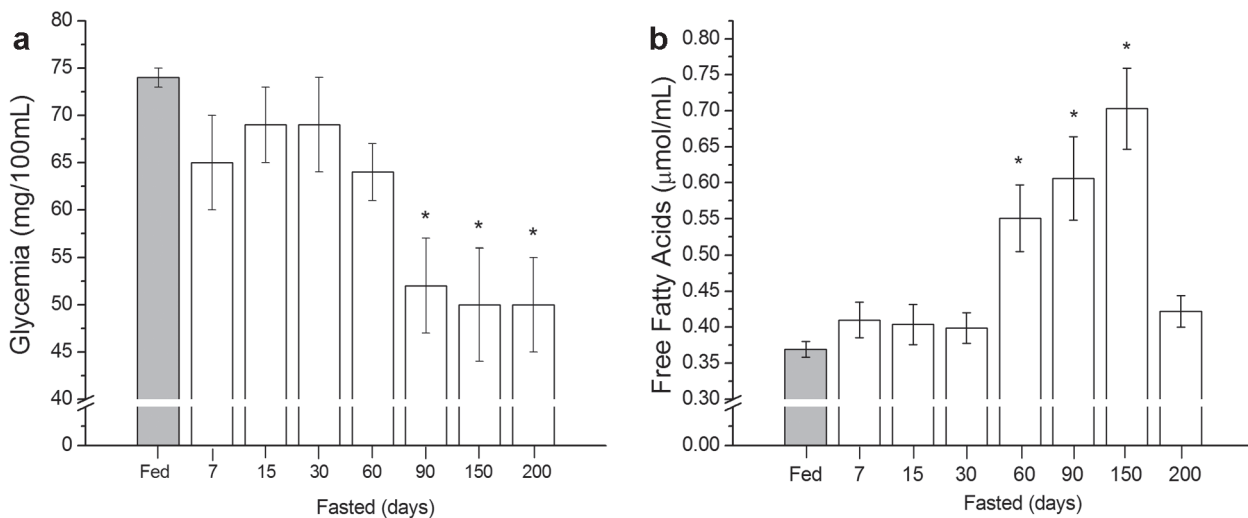 a
Glycemia (mg/100mL)
80
75
70
65
60
55
50
45
40
0
* * *
Fed 7 15 30 60 90 150 200
Fasted (days)
b
Free Fatty Acids (μmol/mL)
0.80
0.75
0.70
0.65
0.60
0.55
0.50
0.45
0.40
0.35
0.30
0.00
* * *
Fed 7 15 30 60 90 150 200
Fasted (days)